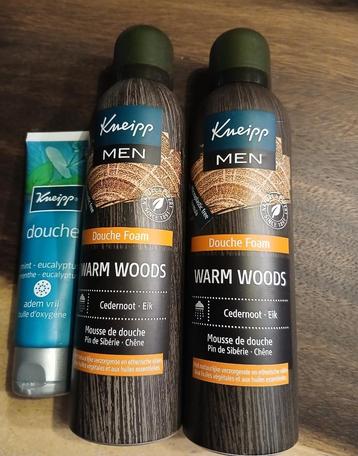 Kneipp
douche
mint - eucalyptu
menthe - eucalyptu
adem vrij
bulle d'oxygène
Kneipp
MEN
Douche Foam
WARM WOODS
Cedernoot · Eik
Mousse de douche
Pin de Sibérie · Chêne
Kneipp
MEN
Douche Foam
WARM WOODS
Cedernoot · Eik
Mousse de douche
Pin de Sibérie · Chêne